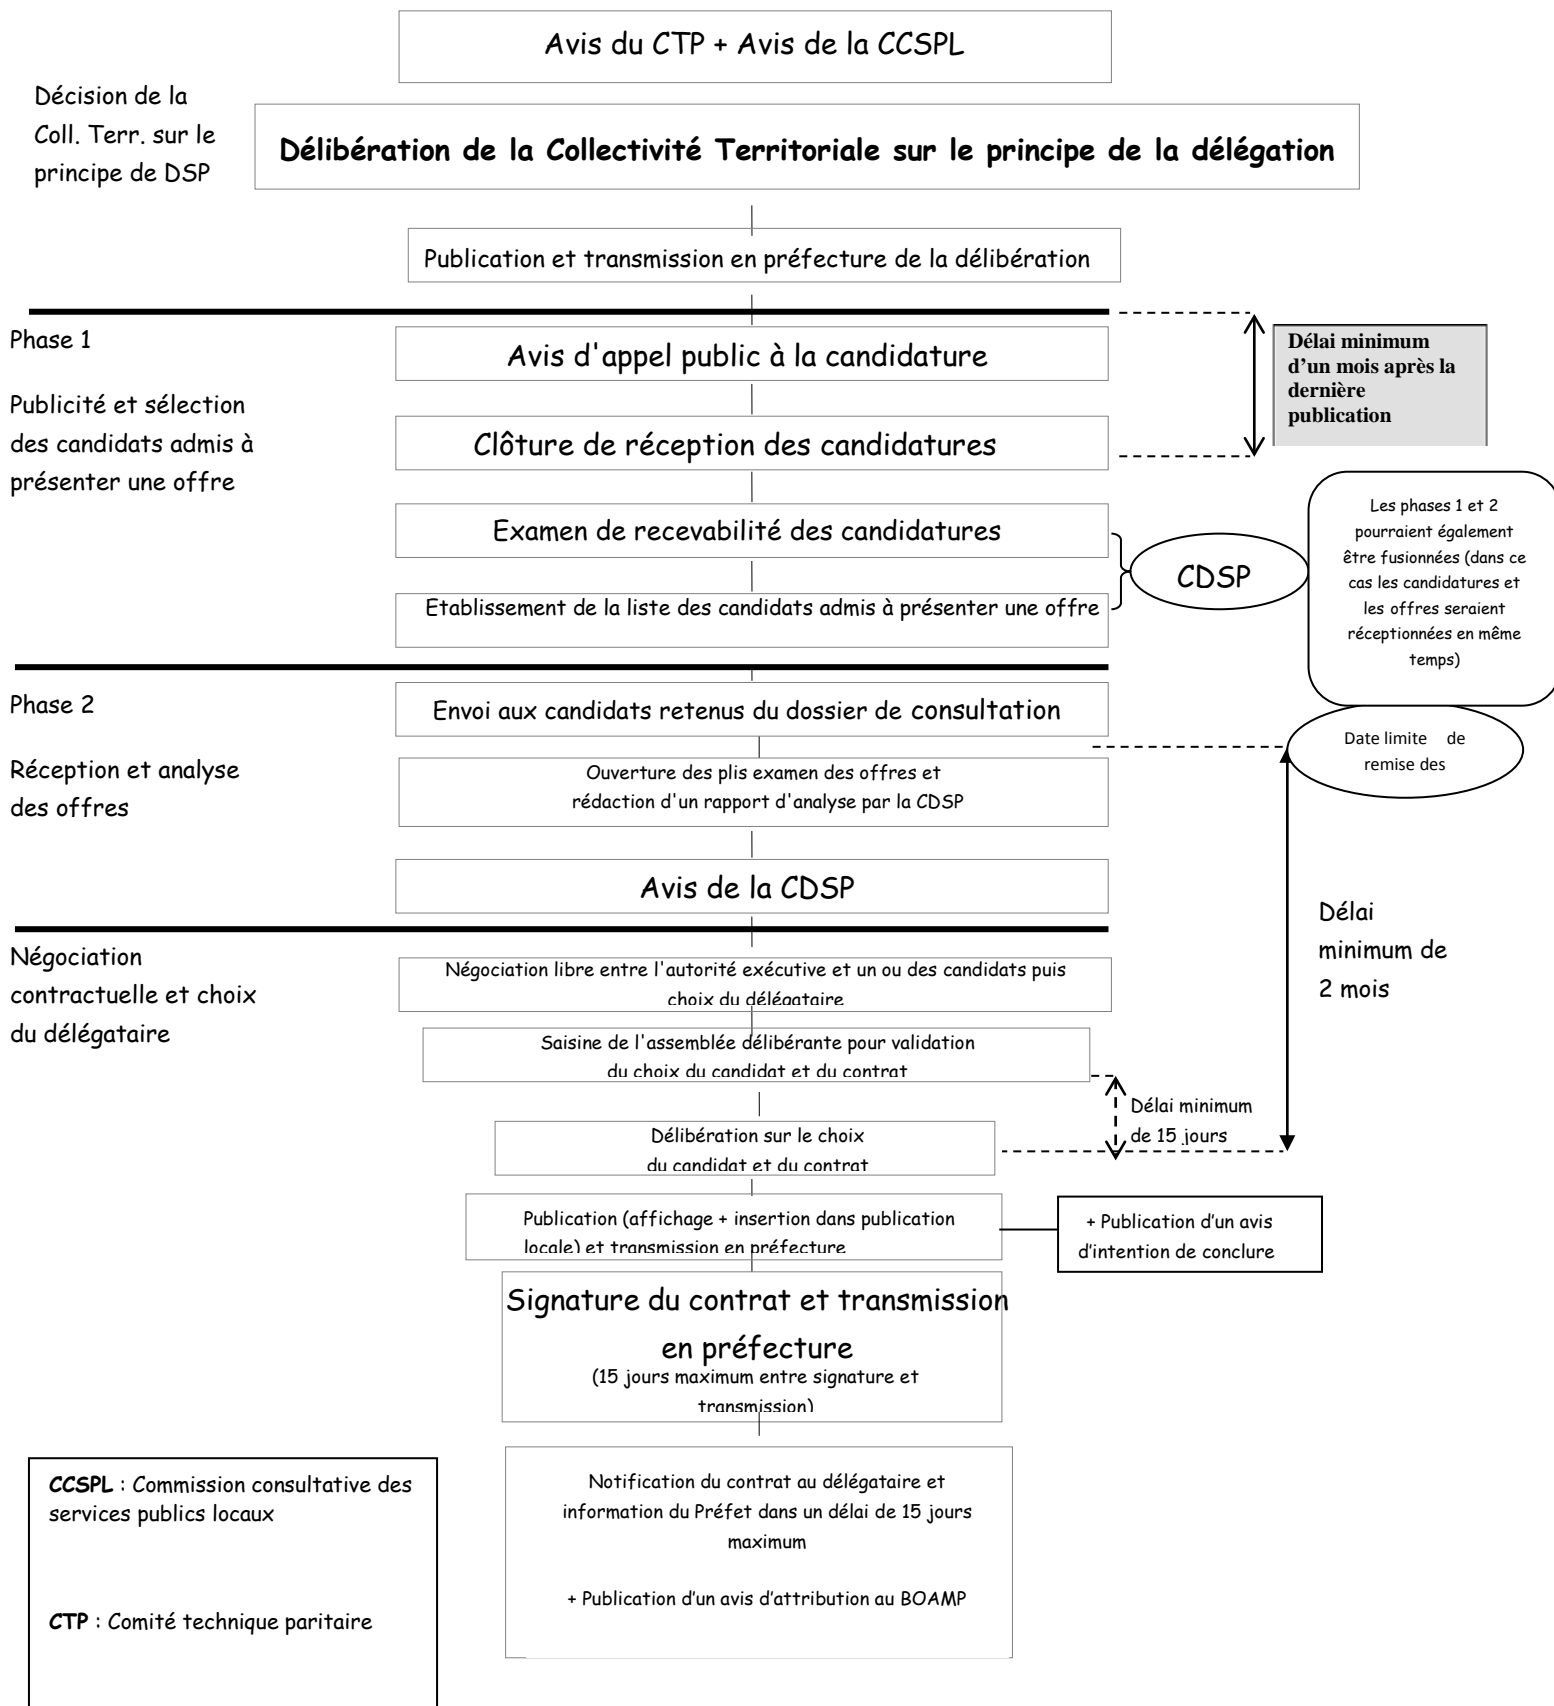 Avis du CTP + Avis de la CCSPL
Décision de la
Coll. Terr. sur le
principe de DSP
Délibération de la Collectivité Territoriale sur le principe de la délégation
Publication et transmission en préfecture de la délibération
Phase 1
Publicité et sélection
des candidats admis à
présenter une offre
Avis d'appel public à la candidature
Délai minimum
d’un mois après la
dernière
publication
Clôture de réception des candidatures
Examen de recevabilité des candidatures
Etablissement de la liste des candidats admis à présenter une offre
CDSP
Les phases 1 et 2
pourraient également
être fusionnées (dans ce
cas les candidatures et
les offres seraient
réceptionnées en même
temps)
Phase 2
Réception et analyse
des offres
Envoi aux candidats retenus du dossier de consultation
Date limite de
remise des
Ouverture des plis examen des offres et
rédaction d'un rapport d'analyse par la CDSP
Avis de la CDSP
Délai
minimum de
2 mois
Négociation
contractuelle et choix
du délégataire
Négociation libre entre l'autorité exécutive et un ou des candidats puis
choix du délégataire
Saisine de l'assemblée délibérante pour validation
du choix du candidat et du contrat
Délai minimum
de 15 jours
Délibération sur le choix
du candidat et du contrat
Publication (affichage + insertion dans publication
locale) et transmission en préfecture
+ Publication d’un avis
d’intention de conclure
Signature du contrat et transmission
en préfecture
(15 jours maximum entre signature et
transmission)
Notification du contrat au délégataire et
information du Préfet dans un délai de 15 jours
maximum
+ Publication d’un avis d’attribution au BOAMP
CCSPL : Commission consultative des
services publics locaux
CTP : Comité technique paritaire